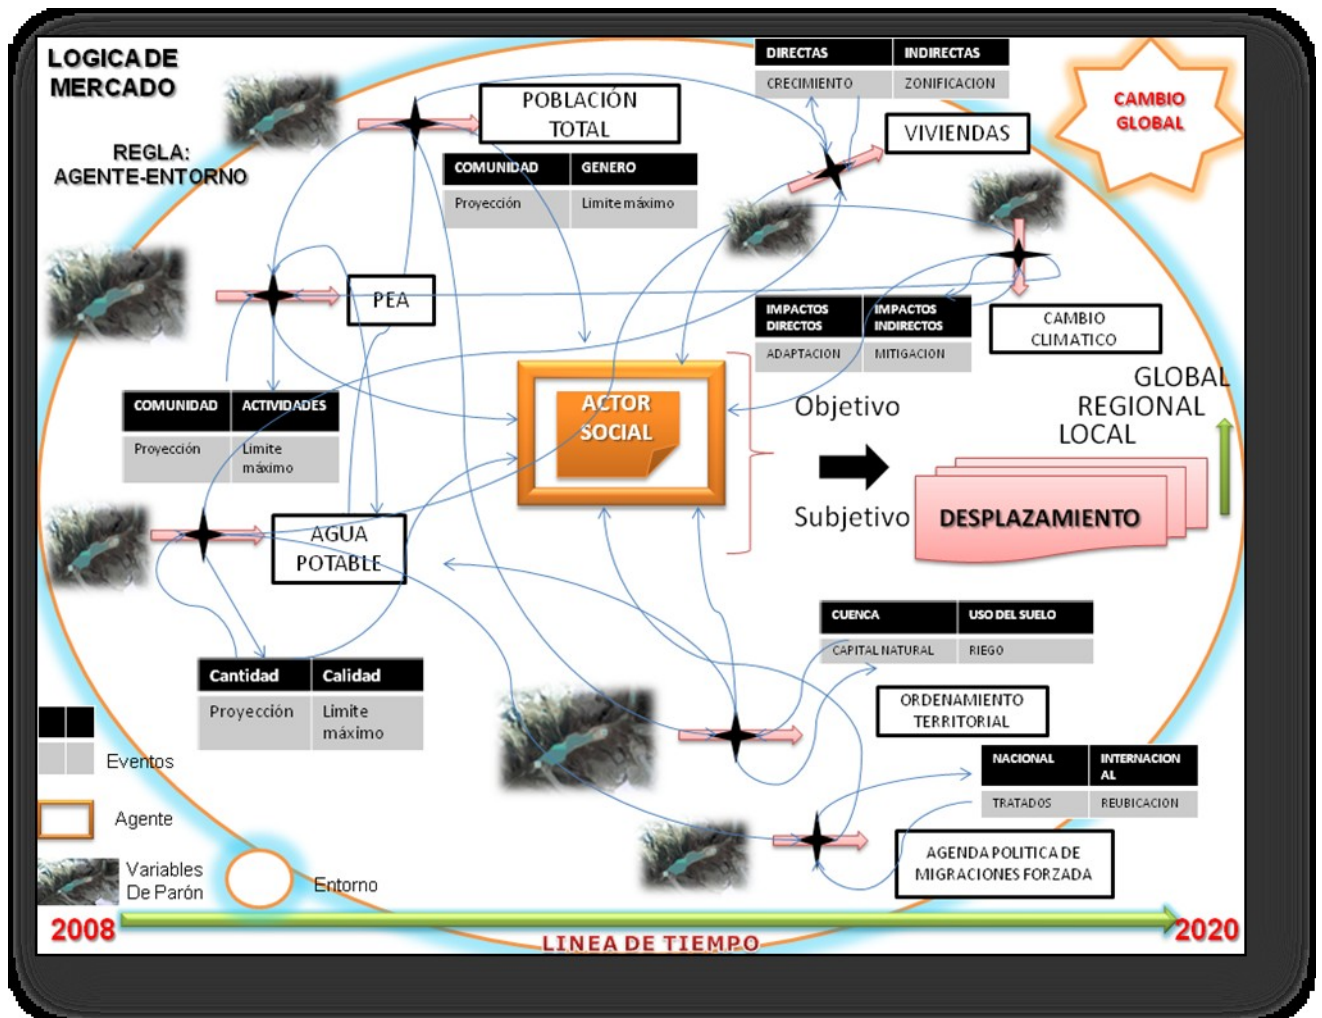 LOGICA DE
MERCADO
REGLA:
AGENTE-ENTORNO
POBLACIÓN
TOTAL
COMUNIDAD GENERO
Proyección Limite máximo
DIRECTAS INDIRECTAS
CRECIMIENTO ZONIFICACION
VIVIENDAS
CAMBIO
GLOBAL
PEA
COMUNIDAD ACTIVIDADES
Proyección Limite
máximo
IMPACTOS IMPACTOS
DIRECTOS INDIRECTOS
ADAPTACION MITIGACION
CAMBIO
CLIMATICO
ACTOR
SOCIAL
Objetivo
Subjetivo
GLOBAL
REGIONAL
LOCAL
DESPLAZAMIENTO
AGUA
POTABLE
Cantidad Calidad
Proyección Limite
máximo
CUENCA USO DEL SUELO
CAPITAL NATURAL RIEGO
ORDENAMIENTO
TERRITORIAL
NACIONAL INTERNACION
AL
TRATADOS REUBICACION
AGENDA POLITICA DE
MIGRACIONES FORZADA
Eventos
Agente
Variables
De Parón
Entorno
2008
LINEA DE TIEMPO
2020